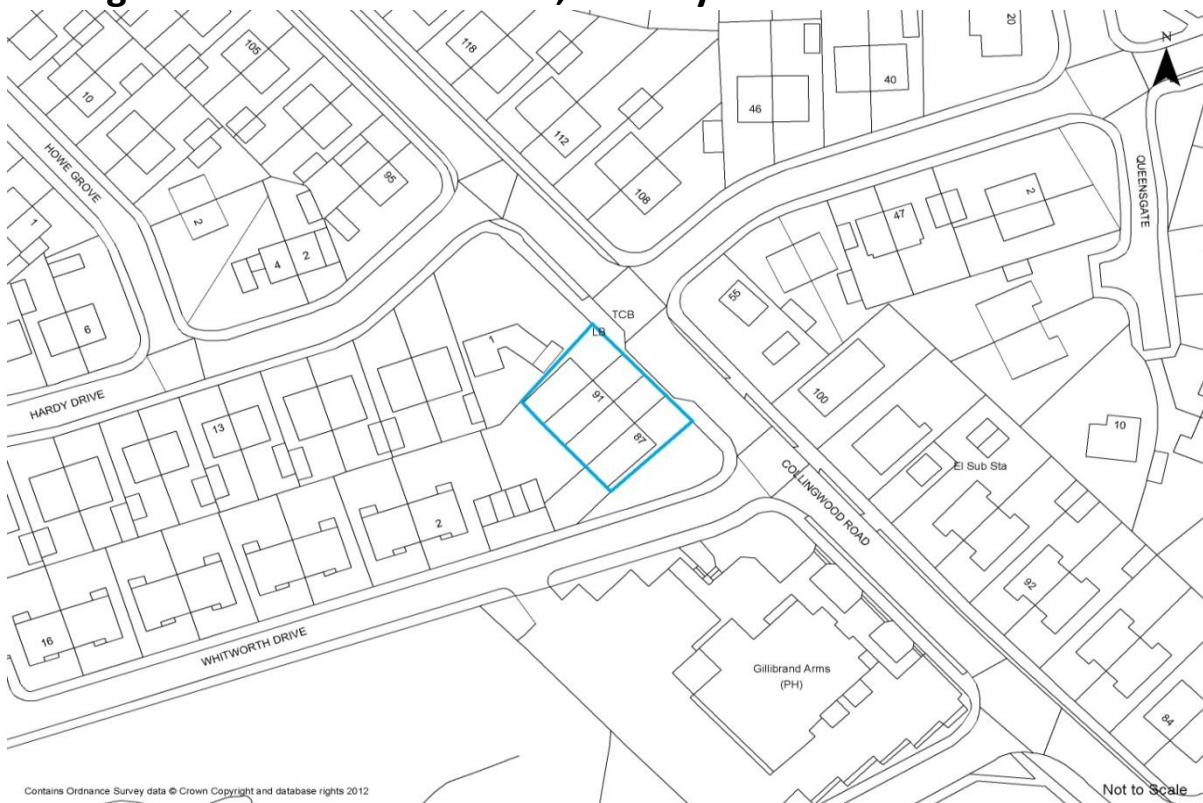 118
20
N
105
10
40
46
112
HOWE GROVE
95
108
QUEENSGATE
2
1
2
47
4
2
55
TCB
LB
6
1
100
HARDY DRIVE
91
13
87
10
El Sub Sta
COLLINGWOOD ROAD
2
92
16
WHITWORTH DRIVE
Gillibrand Arms
(PH)
84
Contains Ordnance Survey data © Crown Copyright and database rights 2012
Not to Scale